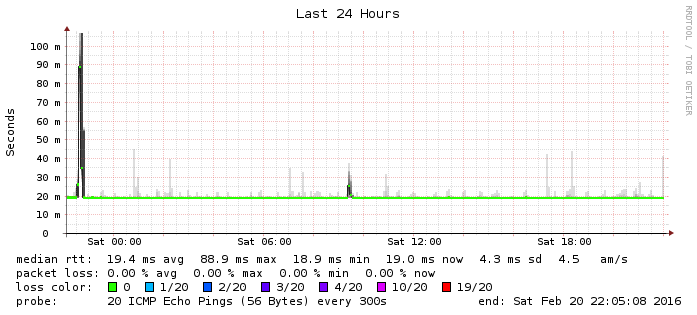 Last 24 Hours
RRDTOOL / TOBI OETIKER
Seconds
100 m
90 m
80 m
70 m
60 m
50 m
40 m
30 m
20 m
10 m
0
Sat 00:00 Sat 06:00 Sat 12:00 Sat 18:00
median rtt: 19.4 ms avg 88.9 ms max 18.9 ms min 19.0 ms now 4.3 ms sd 4.5 am/s
packet loss: 0.00 % avg 0.00 % max 0.00 % min 0.00 % now
loss color: 0 1/20 2/20 3/20 4/20 10/20 19/20
probe: 20 ICMP Echo Pings (56 Bytes) every 300s end: Sat Feb 20 22:05:08 2016